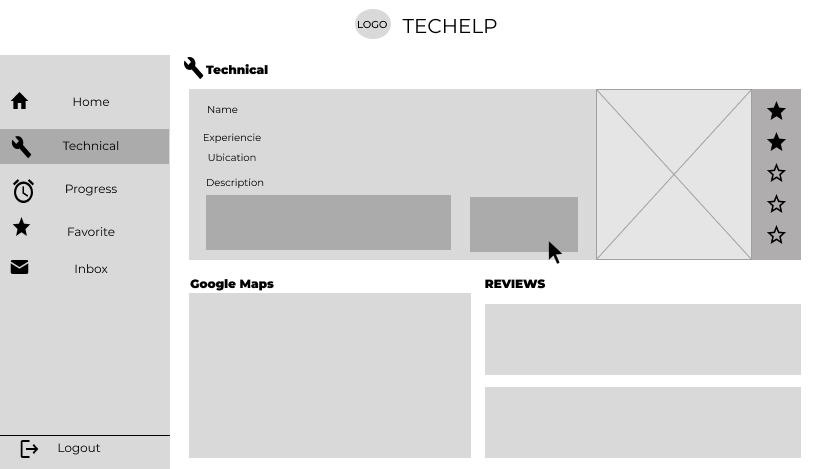 LOGO TECHELP
Home
Technical
Progress
Favorite
Inbox
Logout
Technical
Name
Experiencie
Ubication
Description
Google Maps
REVIEWS